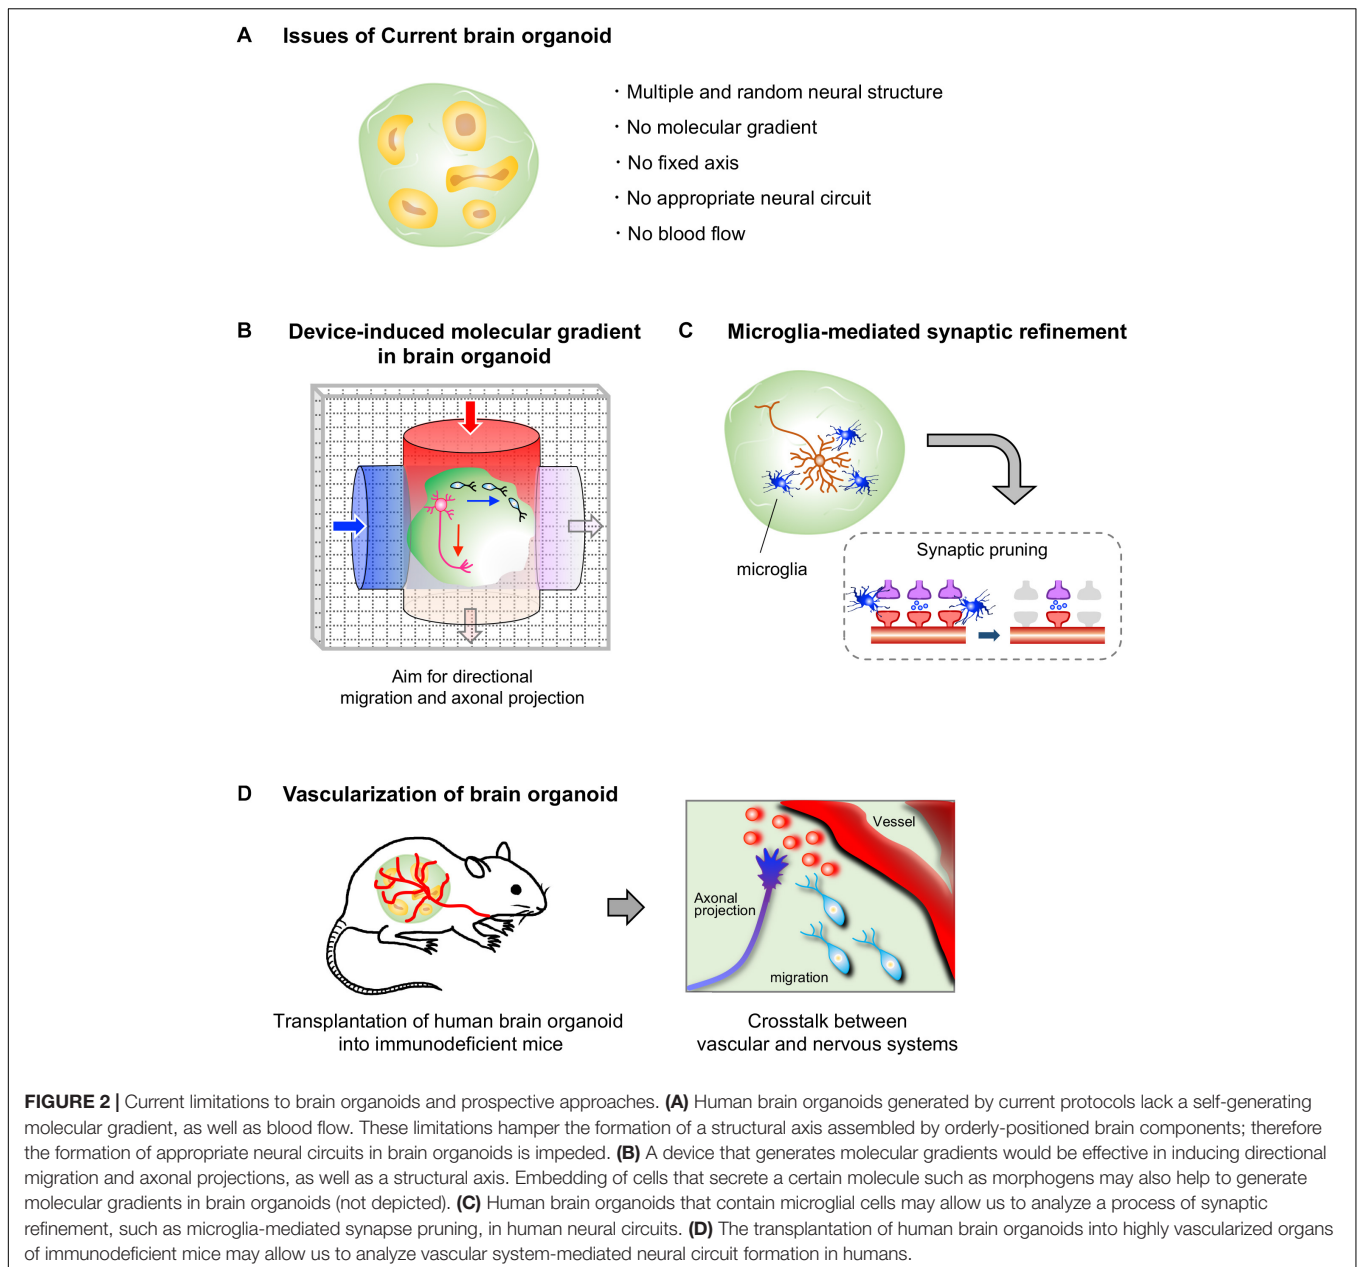 A Issues of Current brain organoid
· Multiple and random neural structure
· No molecular gradient
· No fixed axis
· No appropriate neural circuit
· No blood flow
B Device-induced molecular gradient
in brain organoid
Aim for directional
migration and axonal projection
C Microglia-mediated synaptic refinement
microglia
Synaptic pruning
D Vascularization of brain organoid
Transplantation of human brain organoid
into immunodeficient mice
Vessel
Axonal
projection
migration
Crosstalk between
vascular and nervous systems
FIGURE 2 | Current limitations to brain organoids and prospective approaches. (A) Human brain organoids generated by current protocols lack a self-generating
molecular gradient, as well as blood flow. These limitations hamper the formation of a structural axis assembled by orderly-positioned brain components; therefore
the formation of appropriate neural circuits in brain organoids is impeded. (B) A device that generates molecular gradients would be effective in inducing directional
migration and axonal projections, as well as a structural axis. Embedding of cells that secrete a certain molecule such as morphogens may also help to generate
molecular gradients in brain organoids (not depicted). (C) Human brain organoids that contain microglial cells may allow us to analyze a process of synaptic
refinement, such as microglia-mediated synapse pruning, in human neural circuits. (D) The transplantation of human brain organoids into highly vascularized organs
of immunodeficient mice may allow us to analyze vascular system-mediated neural circuit formation in humans.